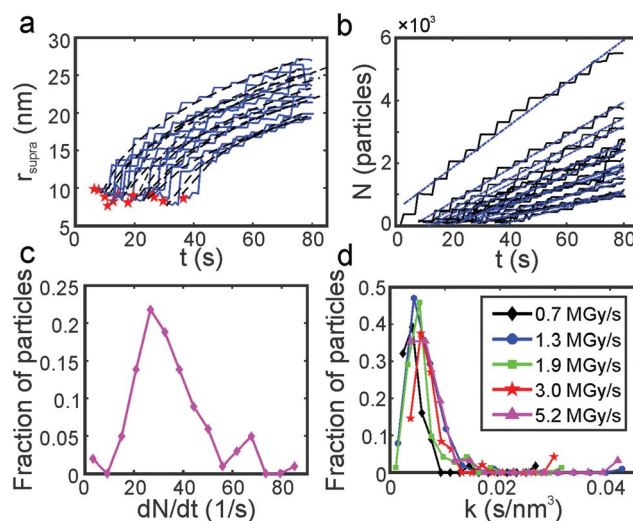 a
b
×10³
30
25
20
15
10
5
r_supra (nm)
0 20 40 60 80
t (s)
6
4
2
0
N (particles)
0 20 40 60 80
t (s)
c
d
0.25
0.2
0.15
0.1
0.05
0
Fraction of particles
0 20 40 60 80
dN/dt (1/s)
0.5
0.4
0.3
0.2
0.1
0
Fraction of particles
0 0.02 0.04
k (s/nm³)
0.7 MGy/s
1.3 MGy/s
1.9 MGy/s
3.0 MGy/s
5.2 MGy/s